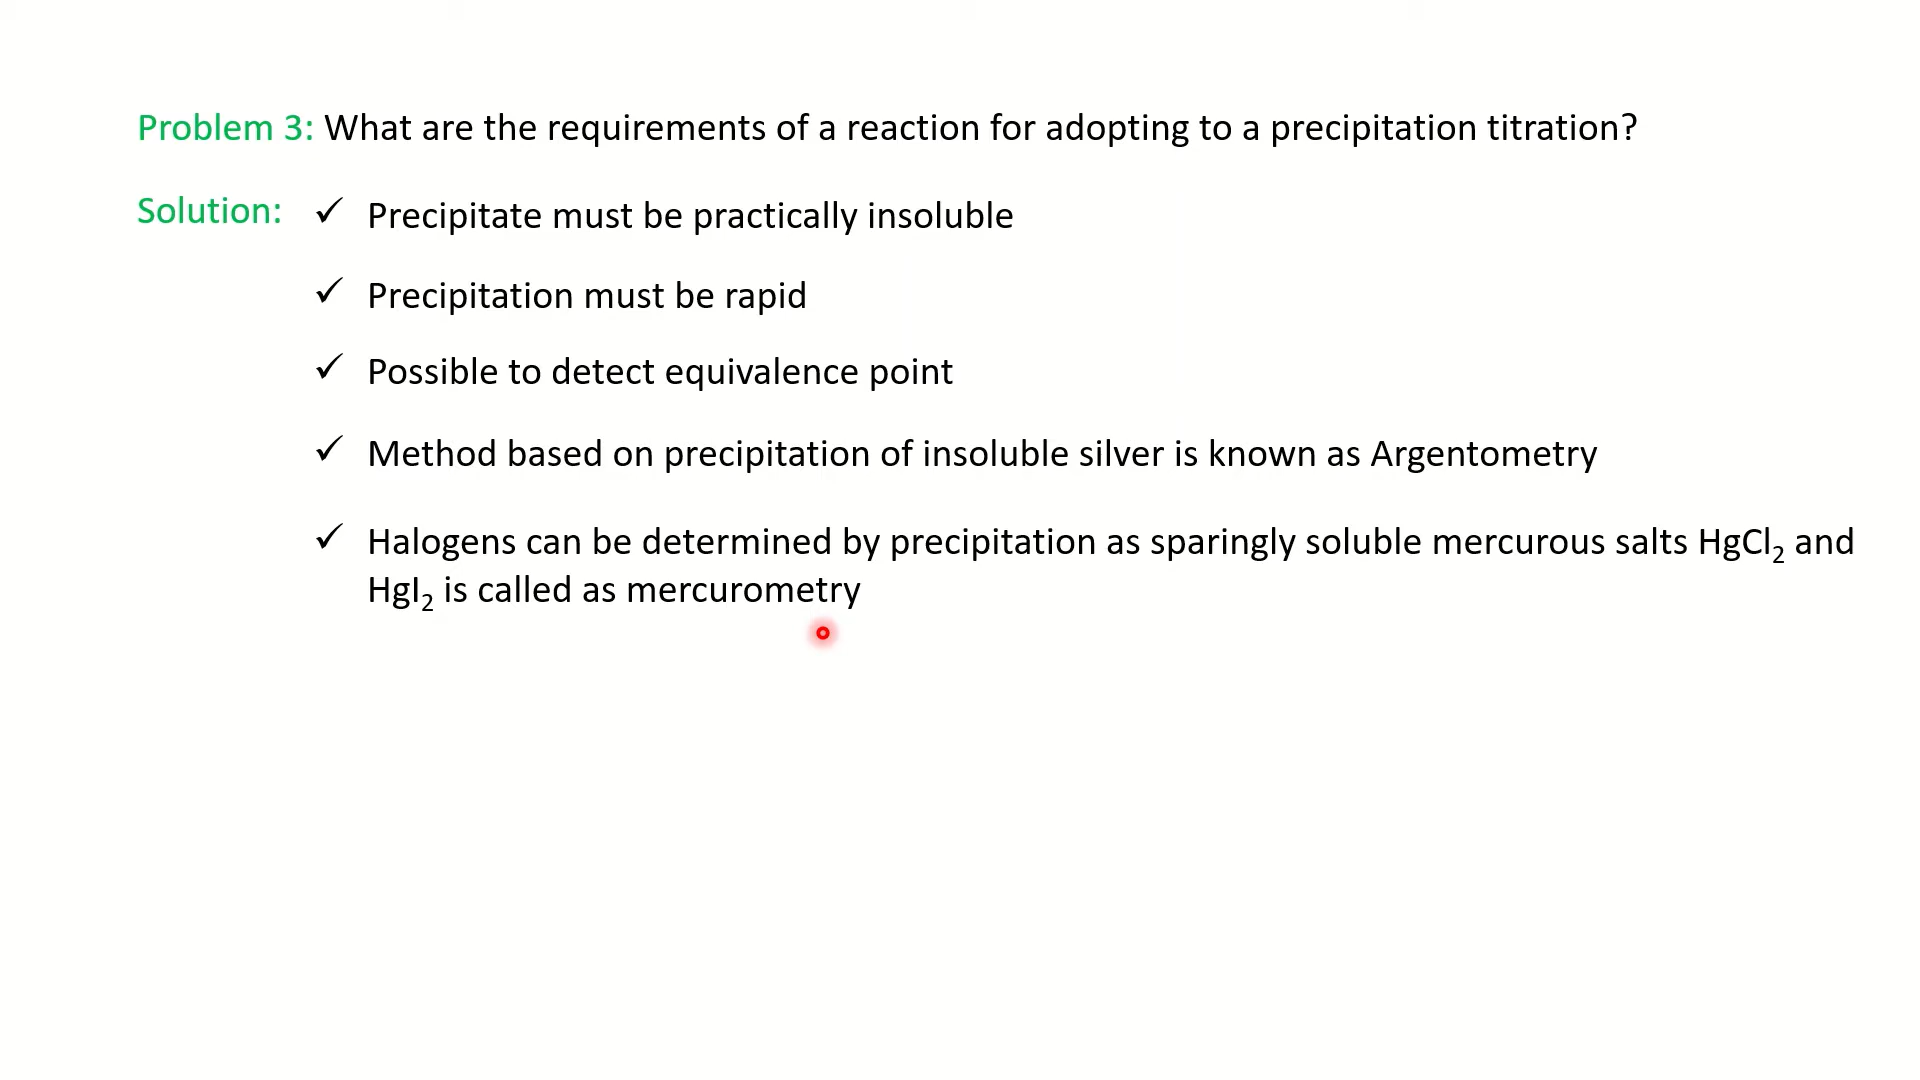 Problem 3: What are the requirements of a reaction for adopting to a precipitation titration?
Solution: ✓ Precipitate must be practically insoluble
✓ Precipitation must be rapid
✓ Possible to detect equivalence point
✓ Method based on precipitation of insoluble silver is known as Argentometry
✓ Halogens can be determined by precipitation as sparingly soluble mercurous salts HgCl₂ and
HgI₂ is called as mercurometry